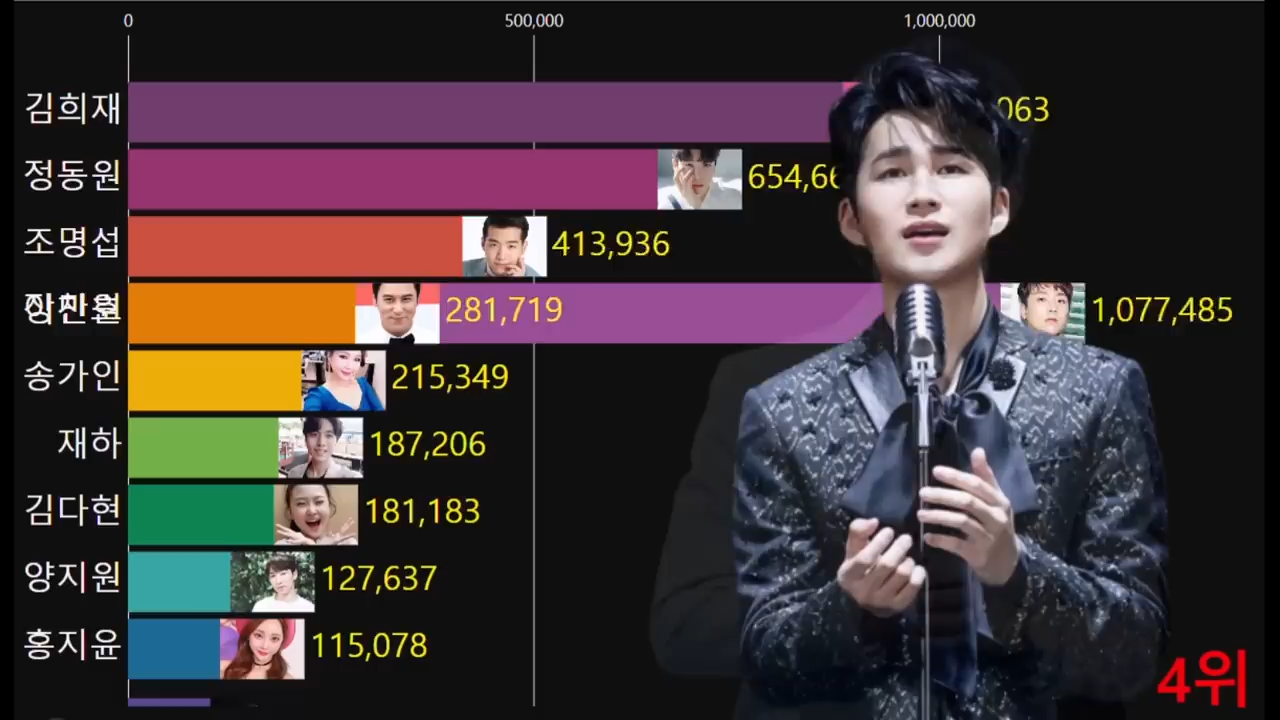 0 500,000 1,000,000
김희재 063
정동원 654,66
조명섭 413,936
281,719 1,077,485
송가인 215,349
재하 187,206
김다현 181,183
양지원 127,637
홍지윤 115,078
4위